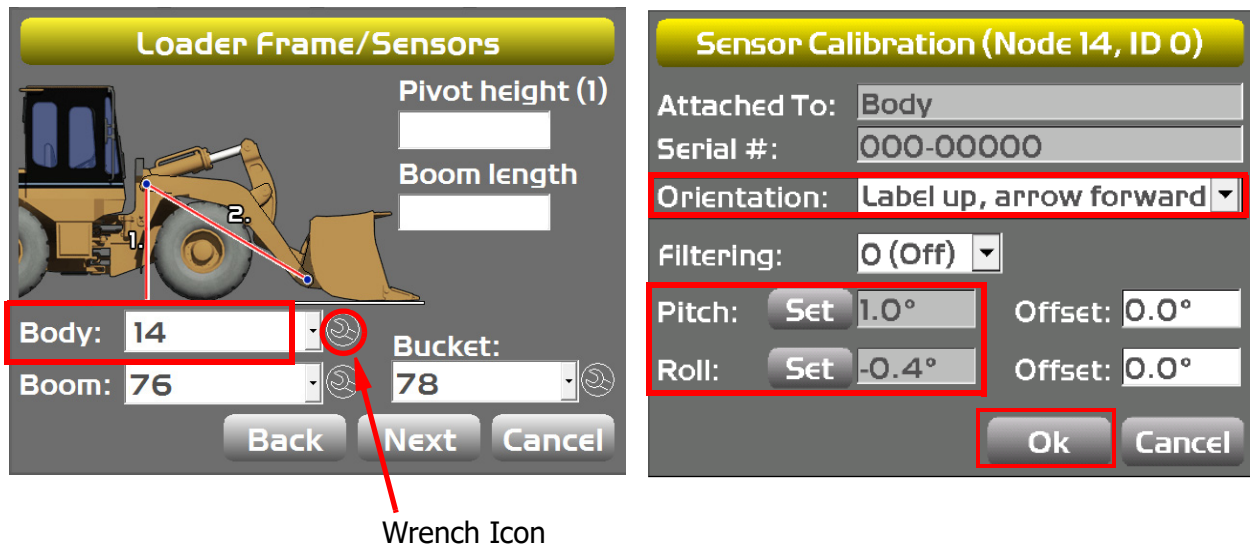 Loader Frame/Sensors
Pivot height (1)
Boom length
1.
2.
Body: 14
Bucket:
Boom: 76
78
Back Next Cancel
Wrench Icon
Sensor Calibration (Node 14, ID 0)
Attached To: Body
Serial #: 000-00000
Orientation: Label up, arrow forward
Filtering: 0 (Off)
Pitch: Set 1.0° Offset: 0.0°
Roll: Set -0.4° Offset: 0.0°
Ok Cancel